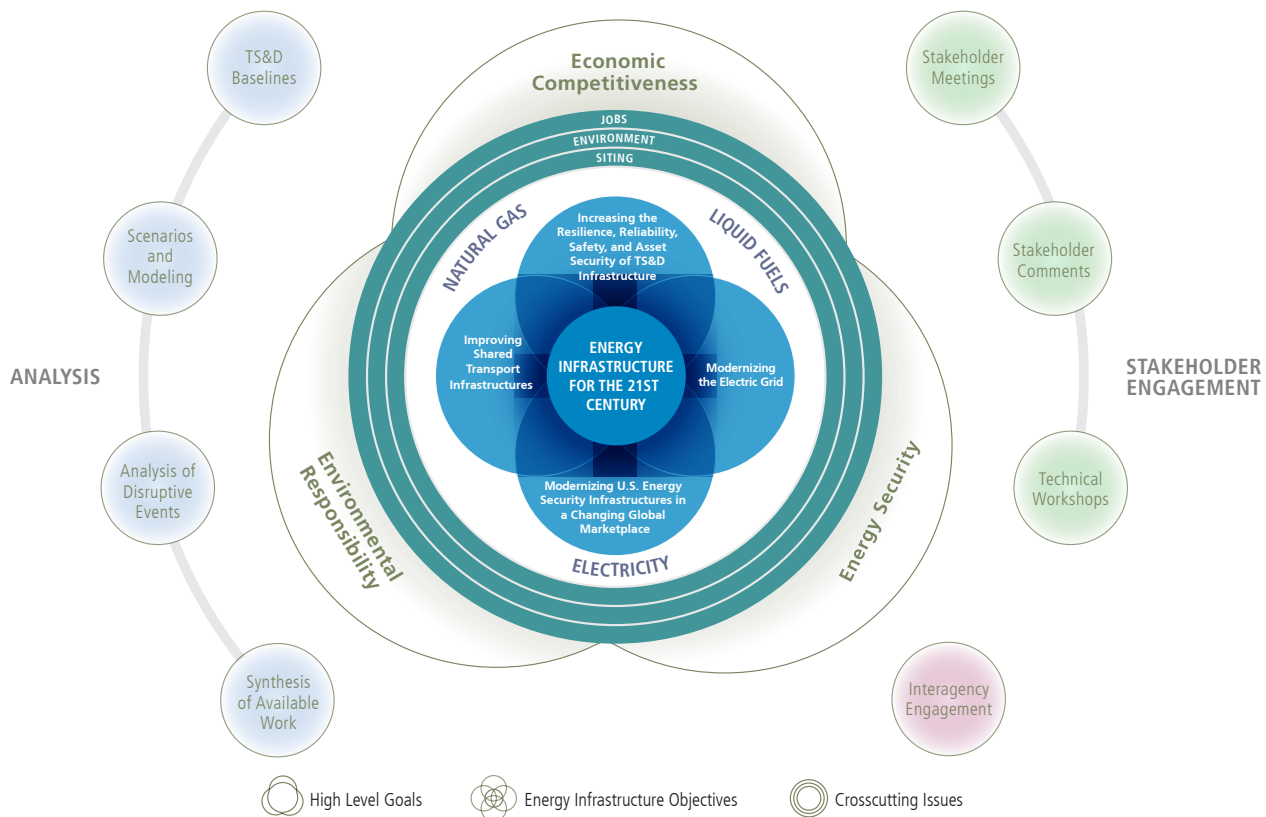 TS&D
Baselines
Scenarios
and
Modeling
ANALYSIS
Analysis of
Disruptive
Events
Synthesis
of Available
Work
Economic
Competitiveness
JOBS
ENVIRONMENT
SITING
NATURAL GAS
LIQUID FUELS
Increasing the
Resilience, Reliability,
Safety, and Asset
Security of TS&D
Infrastructure
Improving
Shared
Transport
Infrastructures
ENERGY
INFRASTRUCTURE
FOR THE 21ST
CENTURY
Modernizing
the Electric Grid
Modernizing U.S. Energy
Security Infrastructures in
a Changing Global
Marketplace
ELECTRICITY
Environmental
Responsibility
Energy Security
Stakeholder
Meetings
Stakeholder
Comments
STAKEHOLDER
ENGAGEMENT
Technical
Workshops
Interagency
Engagement
High Level Goals
Energy Infrastructure Objectives
Crosscutting Issues